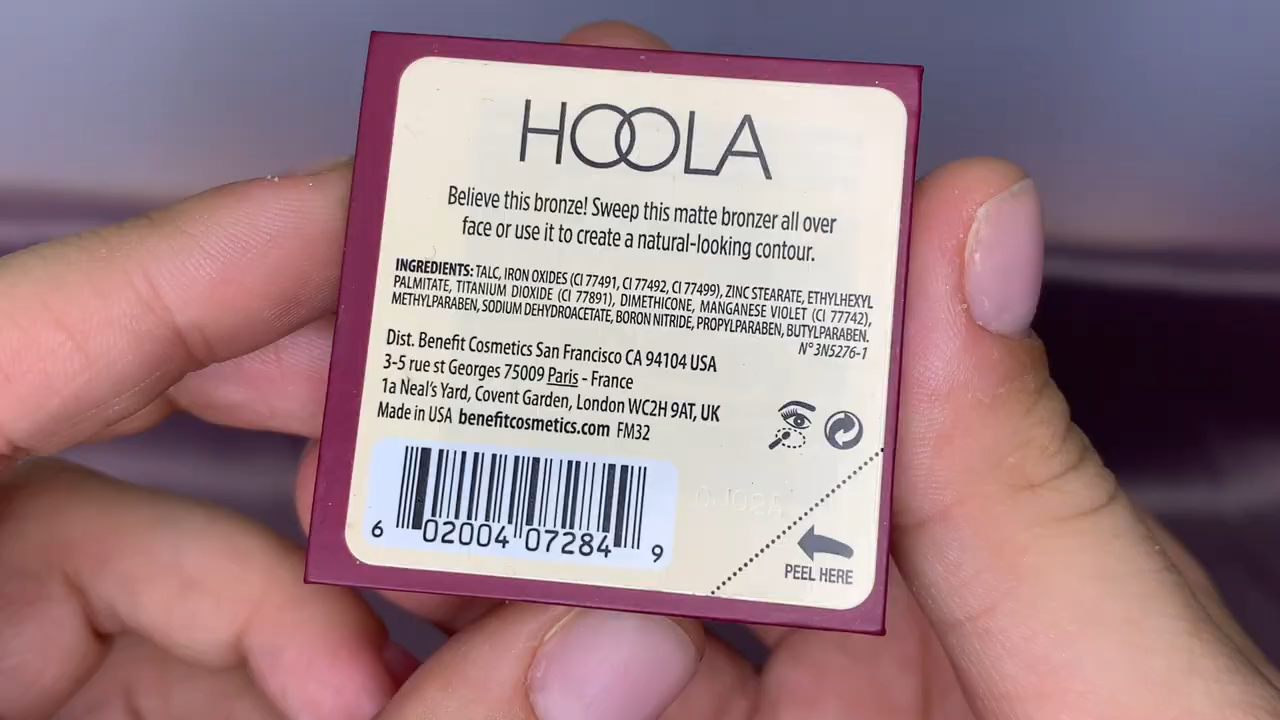 HOOLA
Believe this bronze! Sweep this matte bronzer all over
face or use it to create a natural-looking contour.
INGREDIENTS: TALC, IRON OXIDES (CI 77491, CI 77492, CI 77499), ZINC STEARATE, ETHYLHEXYL
PALMITATE, TITANIUM DIOXIDE (CI 77891), DIMETHICONE, MANGANESE VIOLET (CI 77742),
METHYLPARABEN, SODIUM DEHYDROACETATE, BORON NITRIDE, PROPYLPARABEN, BUTYLPARABEN.
N° 3N5276-1
Dist. Benefit Cosmetics San Francisco CA 94104 USA
3-5 rue st Georges 75009 Paris - France
1a Neal's Yard, Covent Garden, London WC2H 9AT, UK
Made in USA benefitcosmetics.com FM32
6 02004 07284 9
PEEL HERE